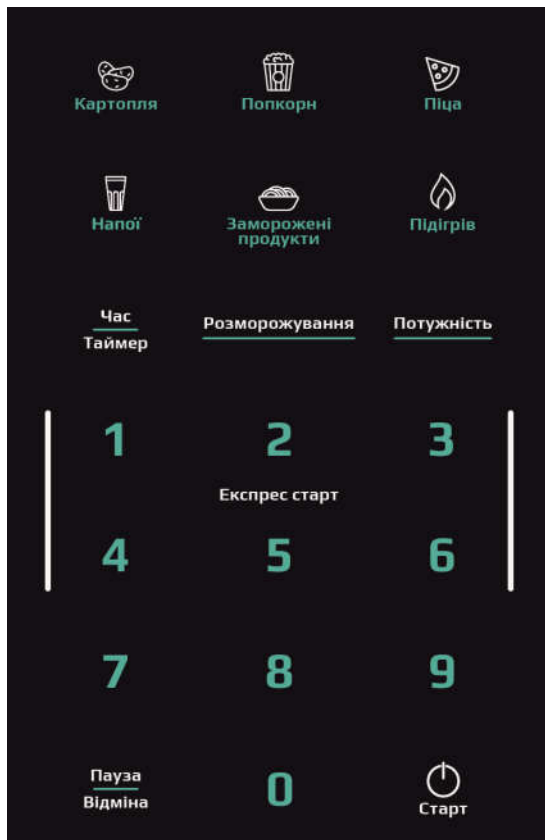 Картопля Попкорн Піца
Напої Заморожені продукти Підігрів
Час
Таймер
Розморожування Потужність
1 2 3
Експрес старт
4 5 6
7 8 9
Пауза
Відміна
0
Старт